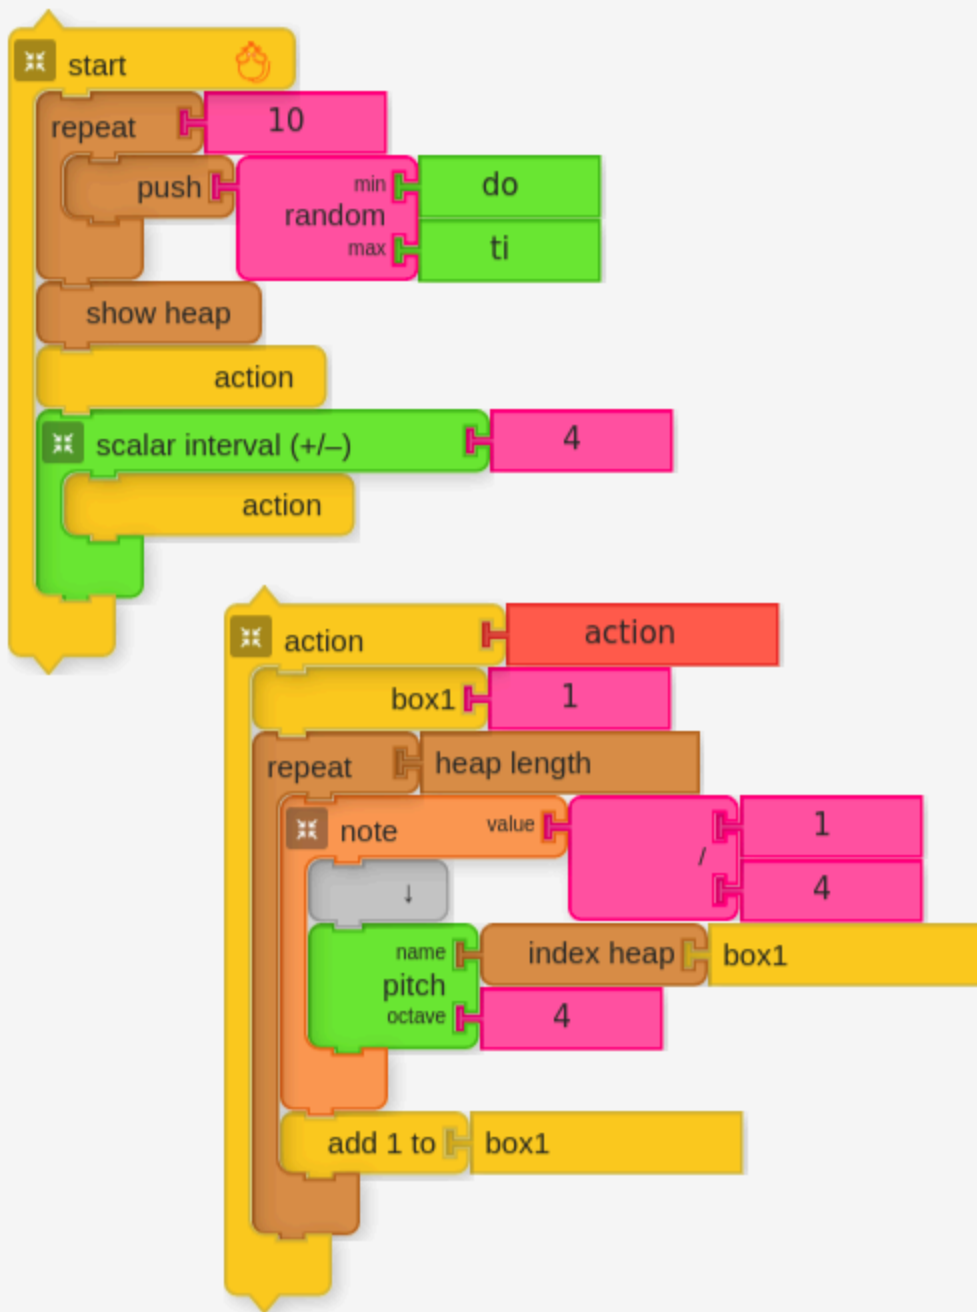 start
repeat 10
push random min do
max ti
show heap
action
scalar interval (+/–) 4
action
action action
box1 1
repeat heap length
note value / 1
4
↓
pitch name index heap box1
octave 4
add 1 to box1